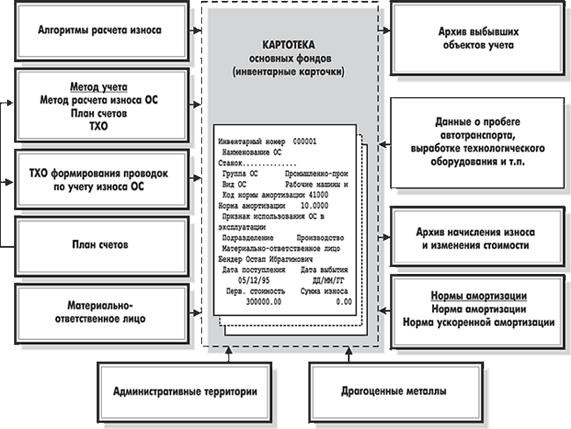 Алгоритмы расчета износа
Метод учета
Метод расчета износа ОС
План счетов
ТХО
ТХО формирования проводок
по учету износа ОС
План счетов
Материально-
ответственное лицо
КАРТОТЕКА
основных фондов
(инвентарные карточки)
Инвентарный номер 000001
Наименование ОС
Станок..............
Группа ОС Промышленно-прои
Вид ОС Рабочие машины и
Код нормы амортизации 41000
Норма амортизации 10.0000
Признак использования ОС в
эксплуатации
Подразделение Производство
Материально-ответственное лицо
Бендер Остап Ибрагимович
Дата поступления Дата выбытия
05/12/95 ДД/ММ/ГГ
Перв. стоимость Сумма износа
300000.00 0.00
Архив выбывших
объектов учета
Данные о пробеге
автотранспорта,
выработке технологического
оборудования и т.п.
Архив начисления износа
и изменения стоимости
Нормы амортизации
Норма амортизации
Норма ускоренной амортизации
Административные территории
Драгоценные металлы